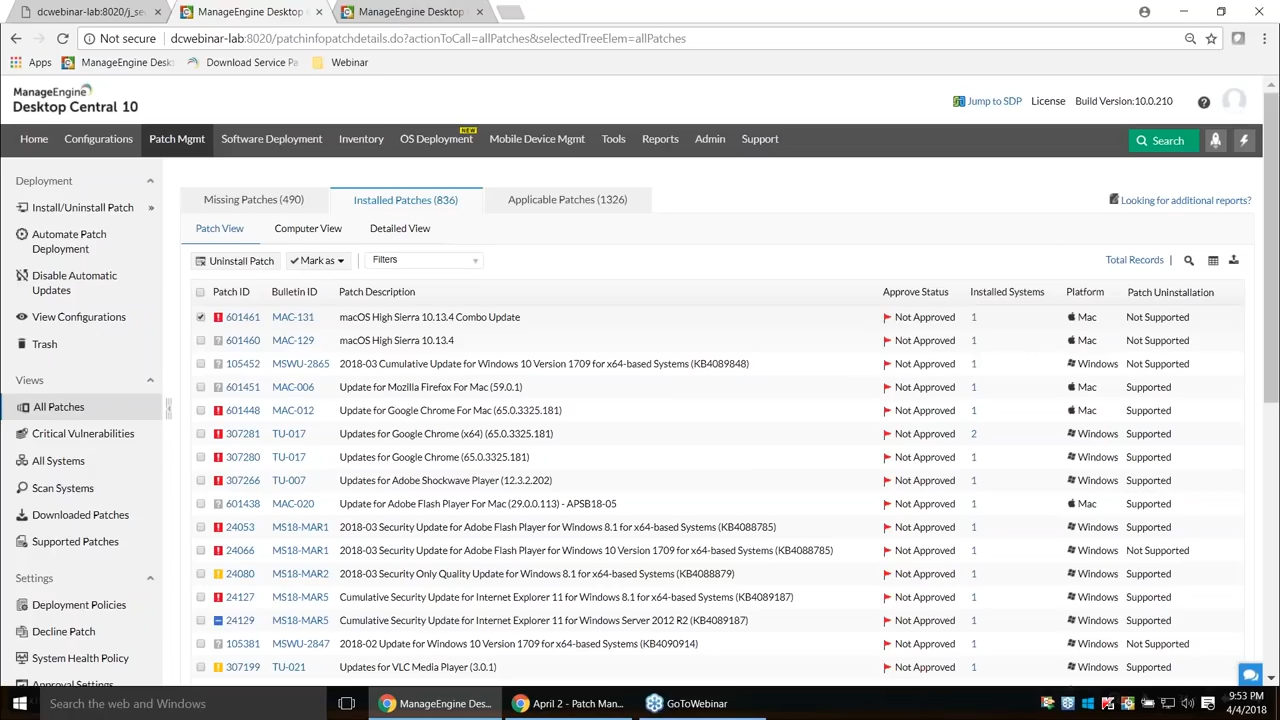 dcwebinar-lab:8020/j_se
ManageEngine Desktop
ManageEngine Desktop
Not secure
dcwebinar-lab:8020/patchinfopatchdetails.do?actionToCall=allPatches&selectedTreeElem=allPatches
Apps
ManageEngine Desk
Download Service Pa
Webinar
ManageEngine
Desktop Central 10
Jump to SDP
License
Build Version:10.0.210
Home
Configurations
Patch Mgmt
Software Deployment
Inventory
OS Deployment
NEW
Mobile Device Mgmt
Tools
Reports
Admin
Support
Search
Deployment
Install/Uninstall Patch »
Automate Patch
Deployment
Disable Automatic
Updates
View Configurations
Trash
Views
All Patches
Critical Vulnerabilities
All Systems
Scan Systems
Downloaded Patches
Supported Patches
Settings
Deployment Policies
Decline Patch
System Health Policy
Approval Settings
Missing Patches (490)
Installed Patches (836)
Applicable Patches (1326)
Looking for additional reports?
Patch View
Computer View
Detailed View
Uninstall Patch
Mark as
Filters
Total Records
Patch ID Bulletin ID Patch Description Approve Status Installed Systems Platform Patch Uninstallation
601461 MAC-131 macOS High Sierra 10.13.4 Combo Update Not Approved 1 Mac Not Supported
601460 MAC-129 macOS High Sierra 10.13.4 Not Approved 1 Mac Not Supported
105452 MSWU-2865 2018-03 Cumulative Update for Windows 10 Version 1709 for x64-based Systems (KB4089848) Not Approved 1 Windows Not Supported
601451 MAC-006 Update for Mozilla Firefox For Mac (59.0.1) Not Approved 1 Mac Supported
601448 MAC-012 Update for Google Chrome For Mac (65.0.3325.181) Not Approved 1 Mac Supported
307281 TU-017 Updates for Google Chrome (x64) (65.0.3325.181) Not Approved 2 Windows Supported
307280 TU-017 Updates for Google Chrome (65.0.3325.181) Not Approved 1 Windows Supported
307266 TU-007 Updates for Adobe Shockwave Player (12.3.2.202) Not Approved 1 Windows Supported
601438 MAC-020 Update for Adobe Flash Player For Mac (29.0.0.113) - APSB18-05 Not Approved 1 Mac Supported
24053 MS18-MAR1 2018-03 Security Update for Adobe Flash Player for Windows 8.1 for x64-based Systems (KB4088785) Not Approved 1 Windows Supported
24066 MS18-MAR1 2018-03 Security Update for Adobe Flash Player for Windows 10 Version 1709 for x64-based Systems (KB4088785) Not Approved 1 Windows Not Supported
24080 MS18-MAR2 2018-03 Security Only Quality Update for Windows 8.1 for x64-based Systems (KB4088879) Not Approved 1 Windows Supported
24127 MS18-MAR5 Cumulative Security Update for Internet Explorer 11 for Windows 8.1 for x64-based Systems (KB4089187) Not Approved 1 Windows Supported
24129 MS18-MAR5 Cumulative Security Update for Internet Explorer 11 for Windows Server 2012 R2 (KB4089187) Not Approved 1 Windows Supported
105381 MSWU-2847 2018-02 Update for Windows 10 Version 1709 for x64-based Systems (KB4090914) Not Approved 1 Windows Not Supported
307199 TU-021 Updates for VLC Media Player (3.0.1) Not Approved 1 Windows Supported
Search the web and Windows
ManageEngine Des...
April 2 - Patch Man...
GoToWebinar
9:53 PM
4/4/2018